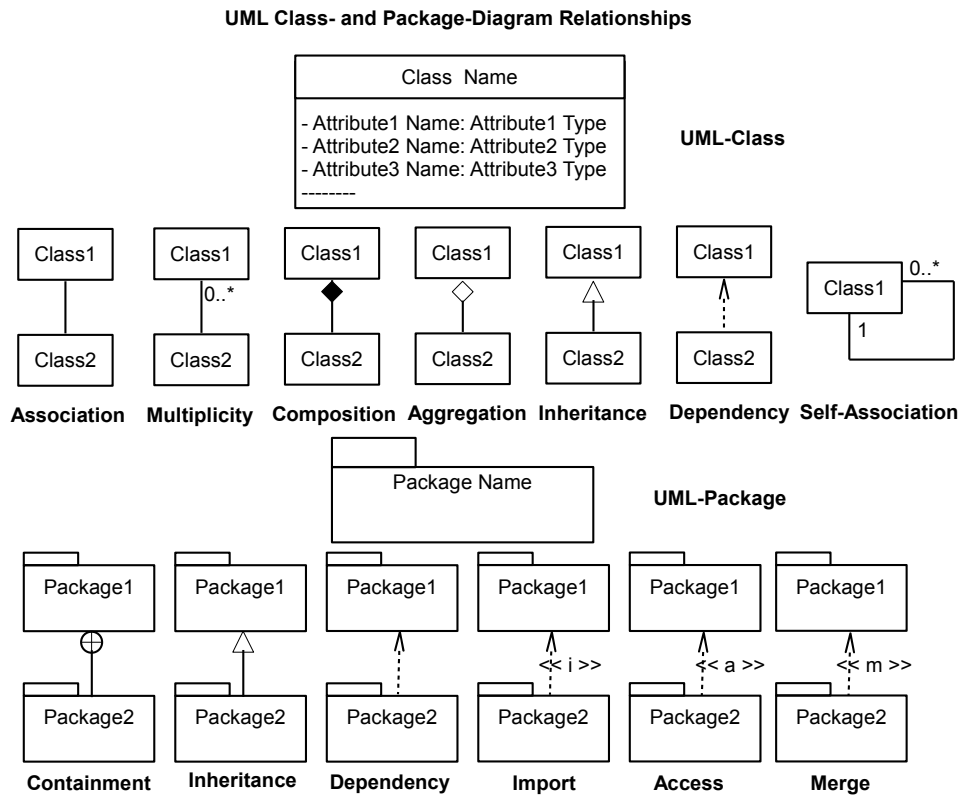 UML Class- and Package-Diagram Relationships
Class Name
- Attribute1 Name: Attribute1 Type
- Attribute2 Name: Attribute2 Type
- Attribute3 Name: Attribute3 Type
--------
UML-Class
Class1 Class1 Class1 Class1 Class1 Class1 0..*
Class1
0..* 1
Class2 Class2 Class2 Class2 Class2 Class2
Association Multiplicity Composition Aggregation Inheritance Dependency Self-Association
Package Name
UML-Package
Package1 Package1 Package1 Package1 Package1 Package1
<< i >> << a >> << m >>
Package2 Package2 Package2 Package2 Package2 Package2
Containment Inheritance Dependency Import Access Merge